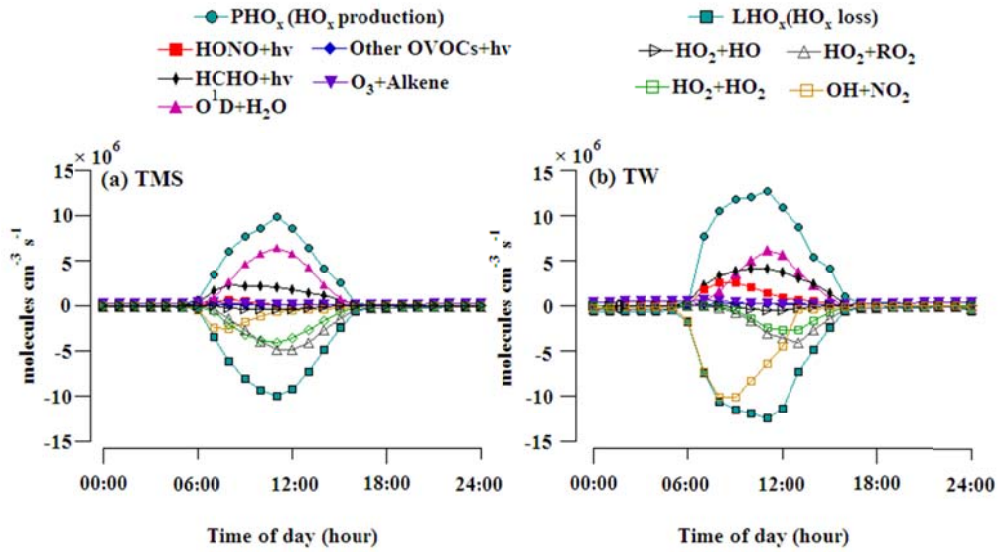 PHOx (HOx production)
LHOx(HOx loss)
HONO+hv
Other OVOCs+hv
HCHO+hv
O3+Alkene
O1D+H2O
HO2+HO
HO2+RO2
HO2+HO2
OH+NO2
× 10 6
15
10
5
0
-5
-10
-15
molecules cm-3 s-1
(a) TMS
00:00
06:00
12:00
18:00
24:00
Time of day (hour)
× 10 6
15
10
5
0
-5
-10
-15
molecules cm-3 s-1
(b) TW
00:00
06:00
12:00
18:00
24:00
Time of day (hour)